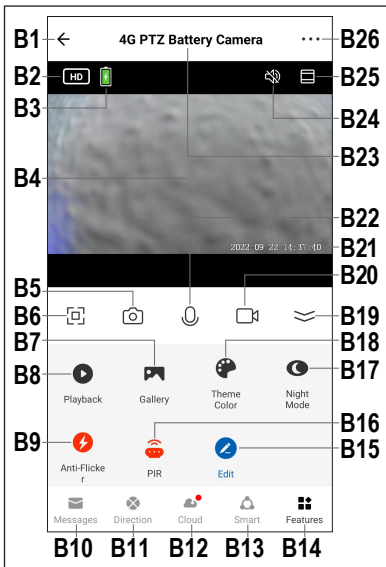 B1 4G PTZ Battery Camera B26
B2 HD B25
B3 B24
B23
B4
B22
2022 09 22 14:37:40 B21
B20
B5
B6 B19
B7 B18
B8 B17
Playback Gallery Theme Color Night Mode
B16
B9 B15
Anti-Flicke
r PIR Edit
Messages Direction Cloud Smart Features
B10 B11 B12 B13 B14